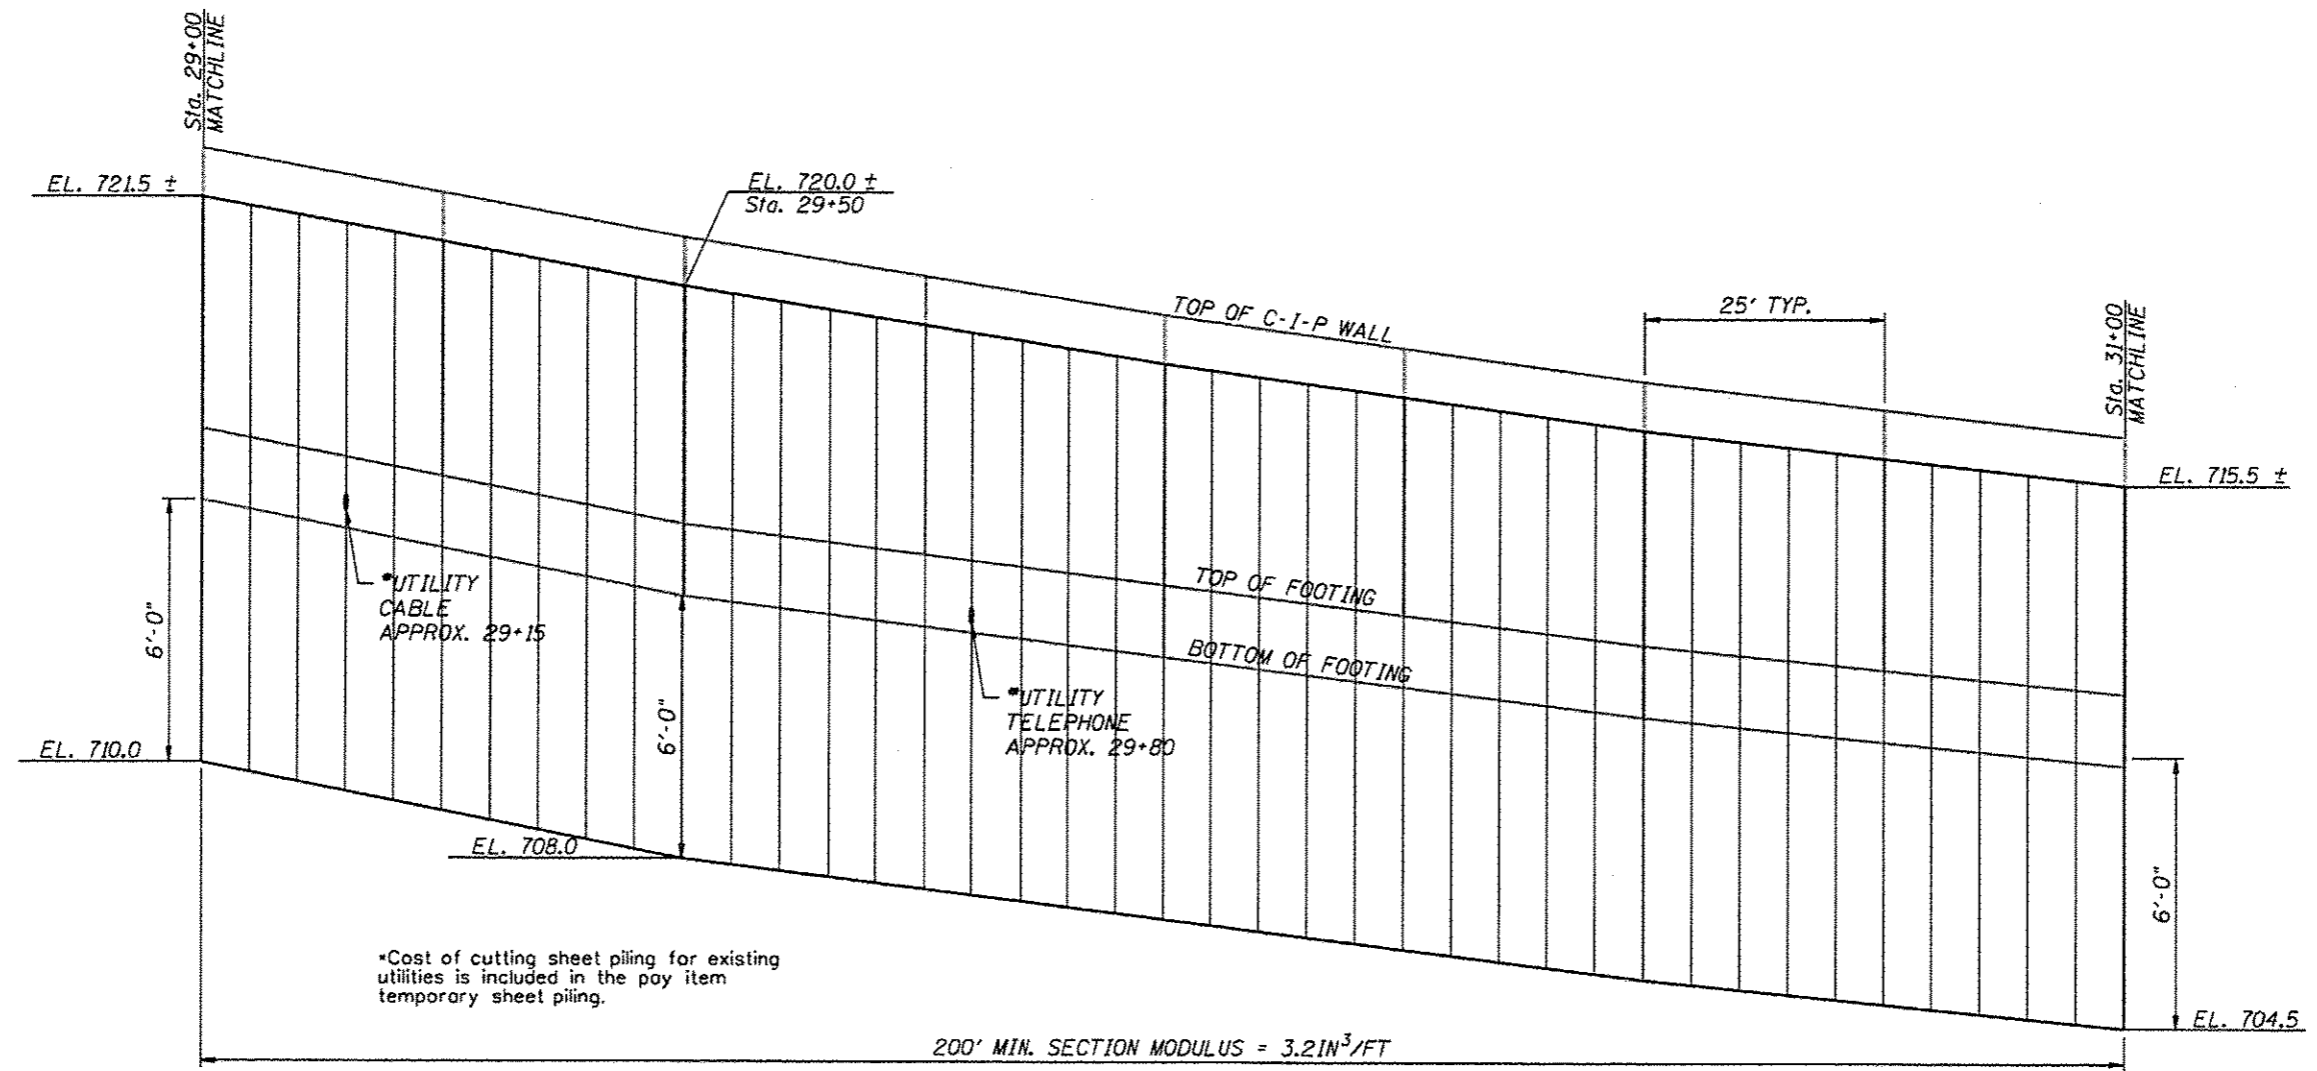 Sta. 29+00
MATCHLINE
EL. 721.5 ±
EL. 720.0 ±
Sta. 29+50
TOP OF C-I-P WALL
25' TYP.
Sta. 31+00
MATCHLINE
EL. 715.5 ±
6'-0"
*UTILITY
CABLE
APPROX. 29+15
TOP OF FOOTING
BOTTOM OF FOOTING
6'-0"
*UTILITY
TELEPHONE
APPROX. 29+80
EL. 710.0
EL. 708.0
6'-0"
*Cost of cutting sheet piling for existing
utilities is included in the pay item
temporary sheet piling.
EL. 704.5
200' MIN. SECTION MODULUS = 3.2IN³/FT